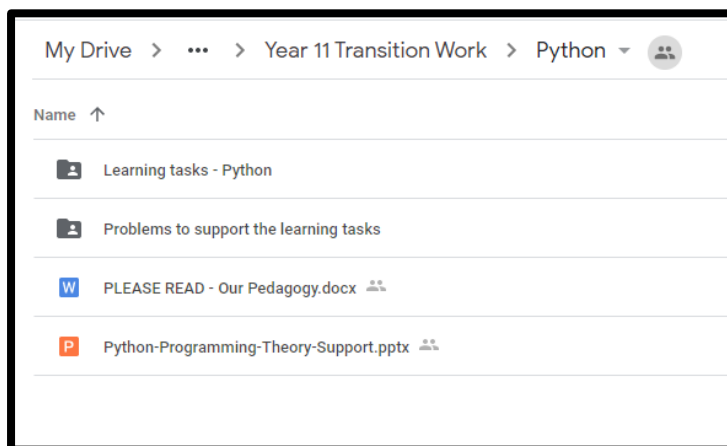 My Drive > ··· > Year 11 Transition Work > Python
Name
Learning tasks - Python
Problems to support the learning tasks
W PLEASE READ - Our Pedagogy.docx
P Python-Programming-Theory-Support.pptx